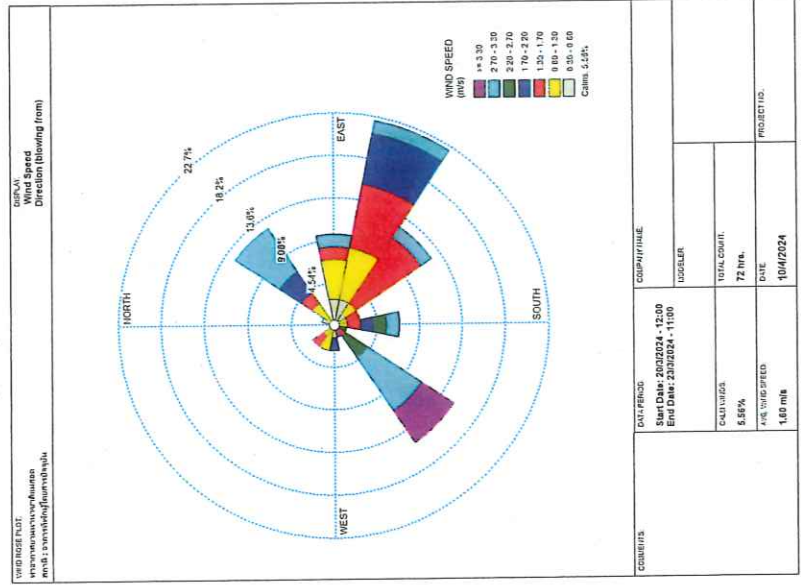 WIND ROSE PLOT:
DISPLAY:
Wind Speed
Direction (blowing from)
NORTH
22.7%
18.2%
13.6%
9.08%
4.54%
WEST
EAST
SOUTH
WIND SPEED
(m/s)
>= 3.30
2.70 - 3.30
2.20 - 2.70
1.70 - 2.20
1.30 - 1.70
0.80 - 1.30
Calms: 5.56%
COMMENTS:
DATA PERIOD:
Start Date: 20/3/2024 - 12:00
End Date: 23/3/2024 - 11:00
COMPANY NAME:
MODELER:
CALM WINDS:
5.56%
TOTAL COUNT:
72 hrs.
AVG. WIND SPEED:
1.60 m/s
DATE:
10/4/2024
PROJECT NO.: